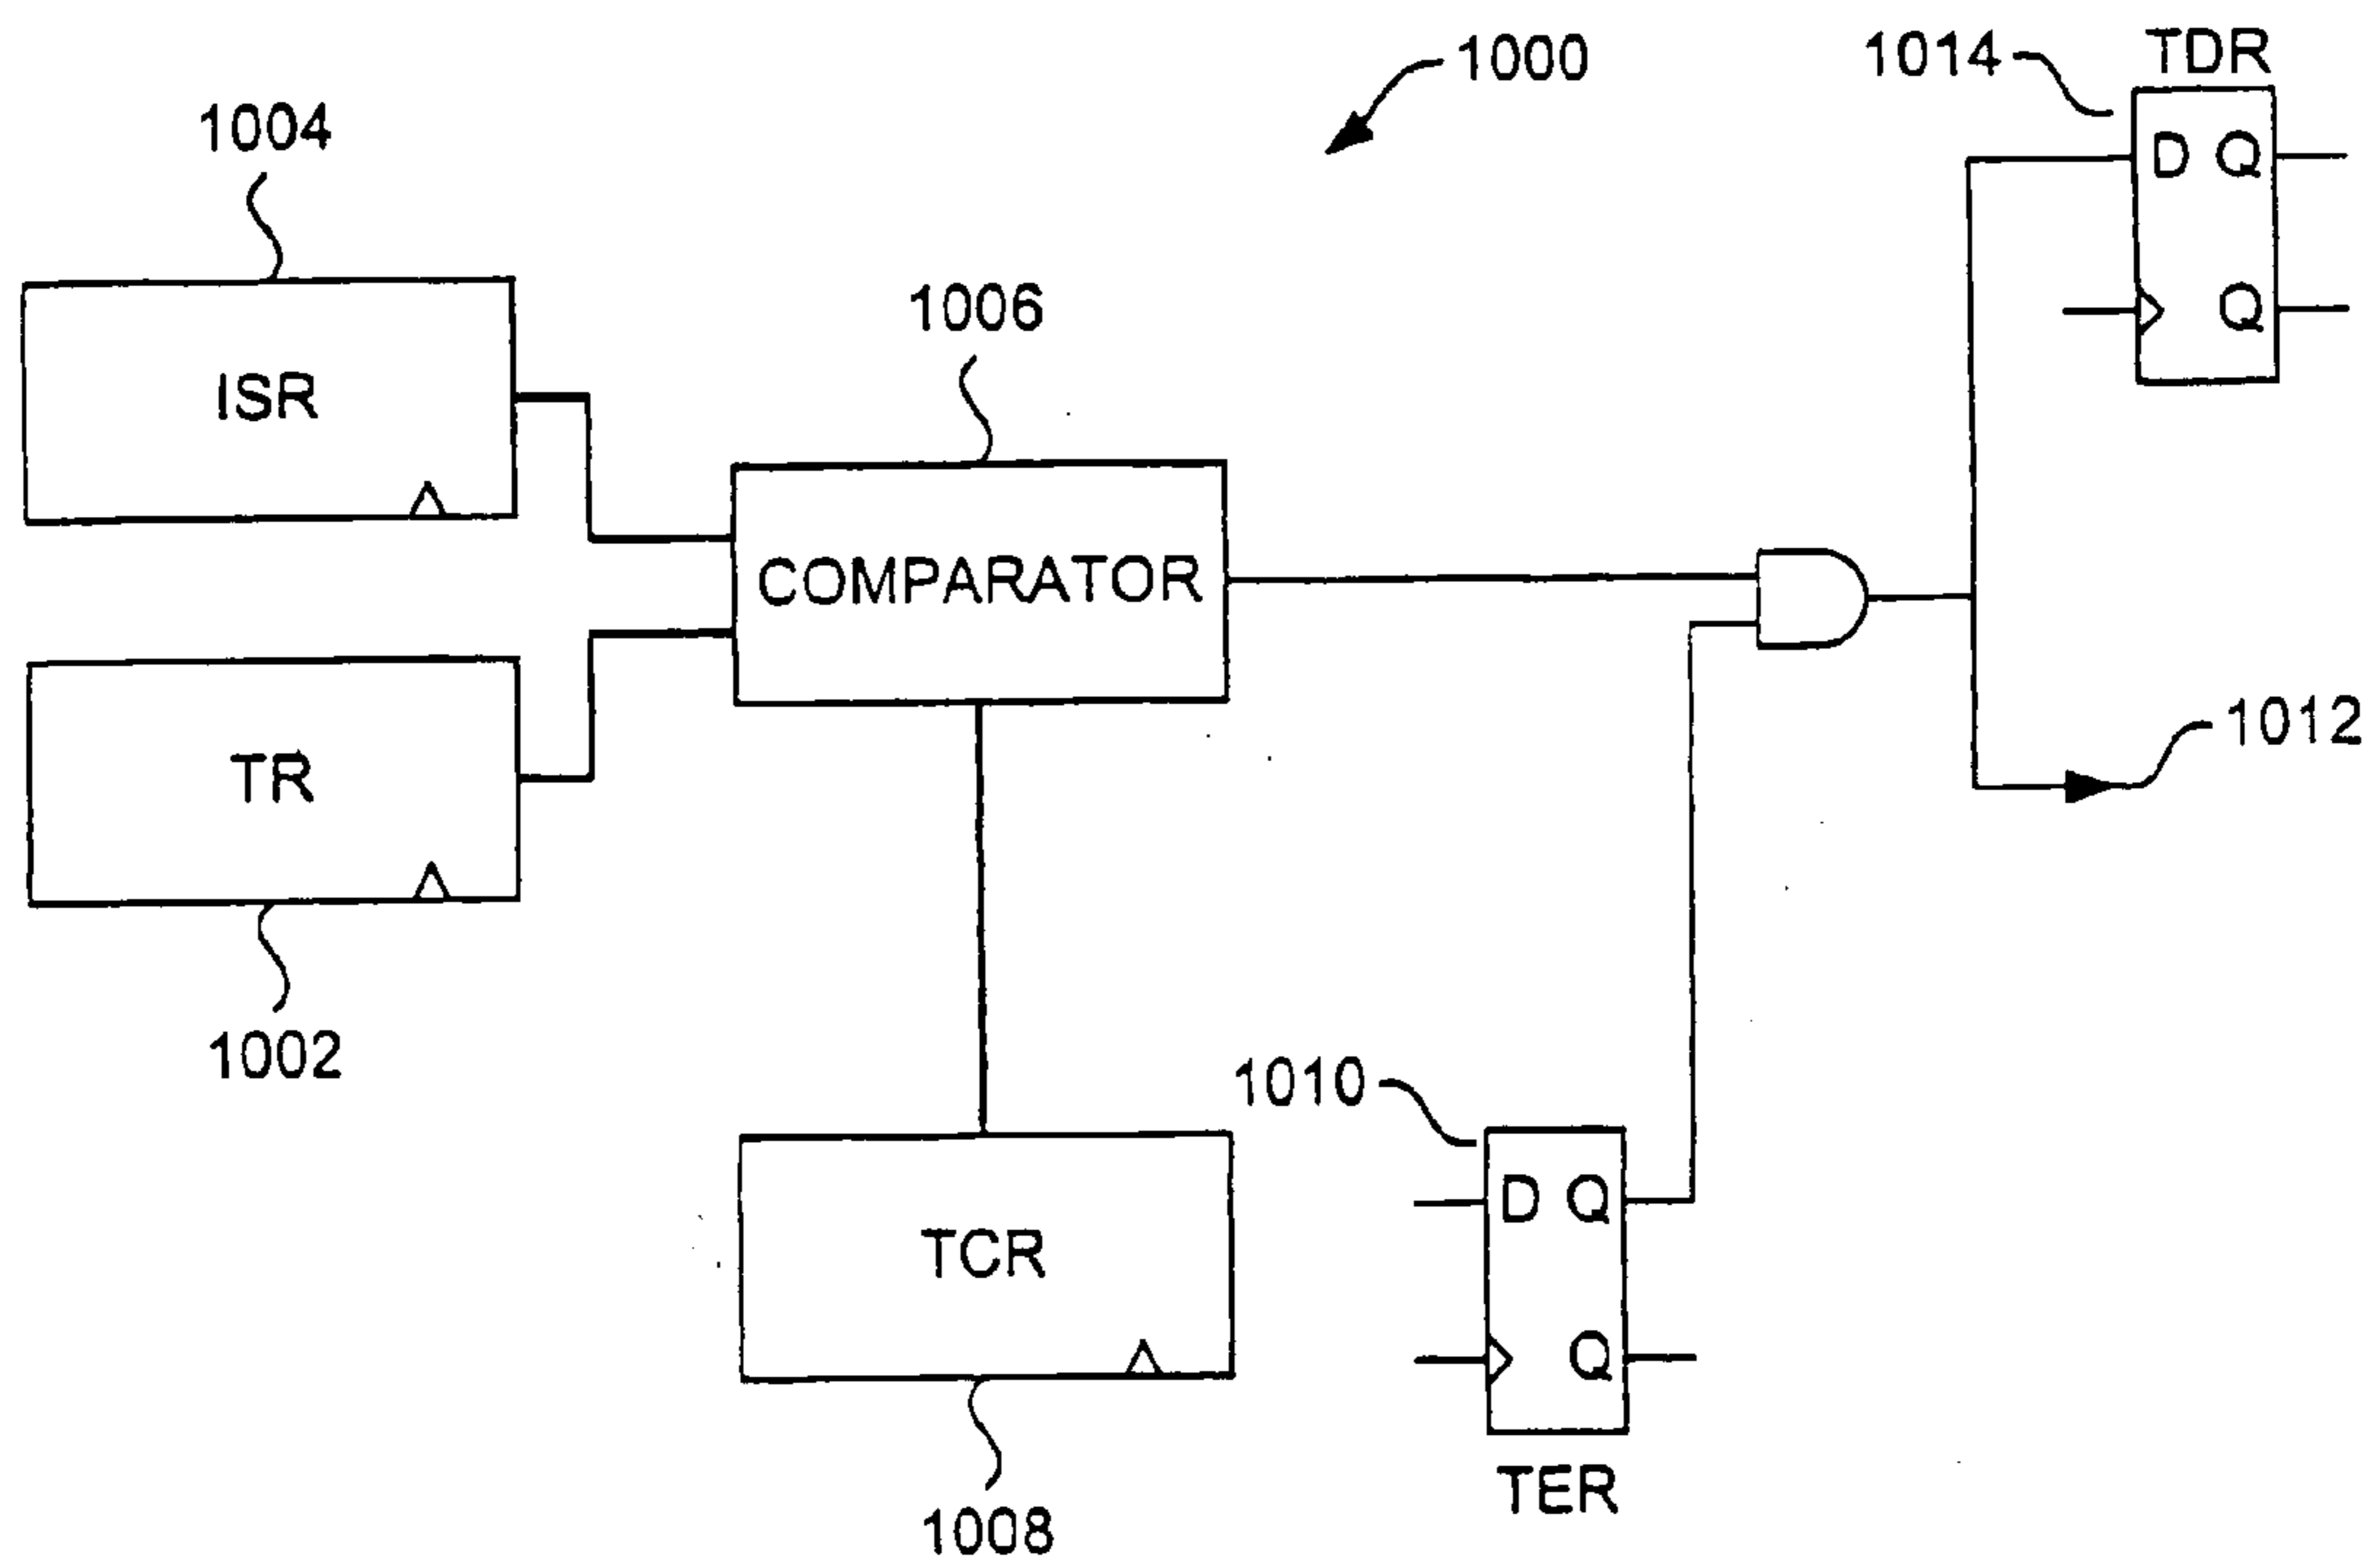 1000
1014
TDR
D Q
Q
1004
ISR
1006
COMPARATOR
TR
1012
1002
1010
D Q
Q
TER
TCR
1008